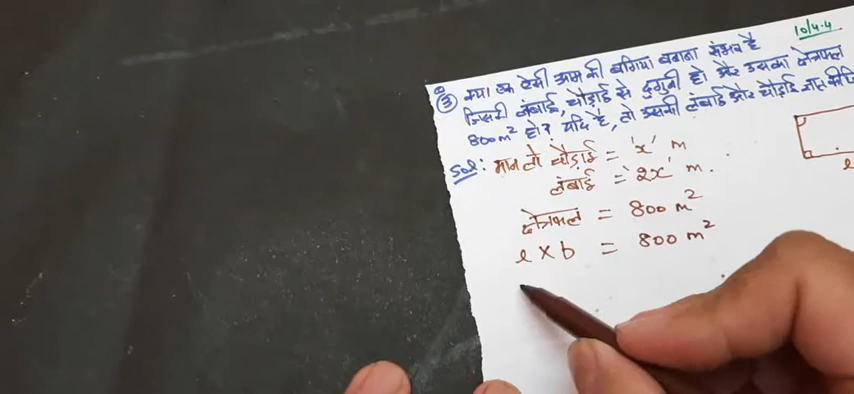 10/4.4
③ क्या एक ऐसी आम की बगिया बनाना संभव है
जिसकी लंबाई, चौड़ाई से दुगुनी हो और उसका क्षेत्रफल
800m² हो? यदि है, तो उसकी लंबाई और चौड़ाई ज्ञात
Sol: मान लो चौड़ाई = 'x' m
लंबाई = '2x' m.
क्षेत्रफल = 800 m²
l × b = 800 m²
l